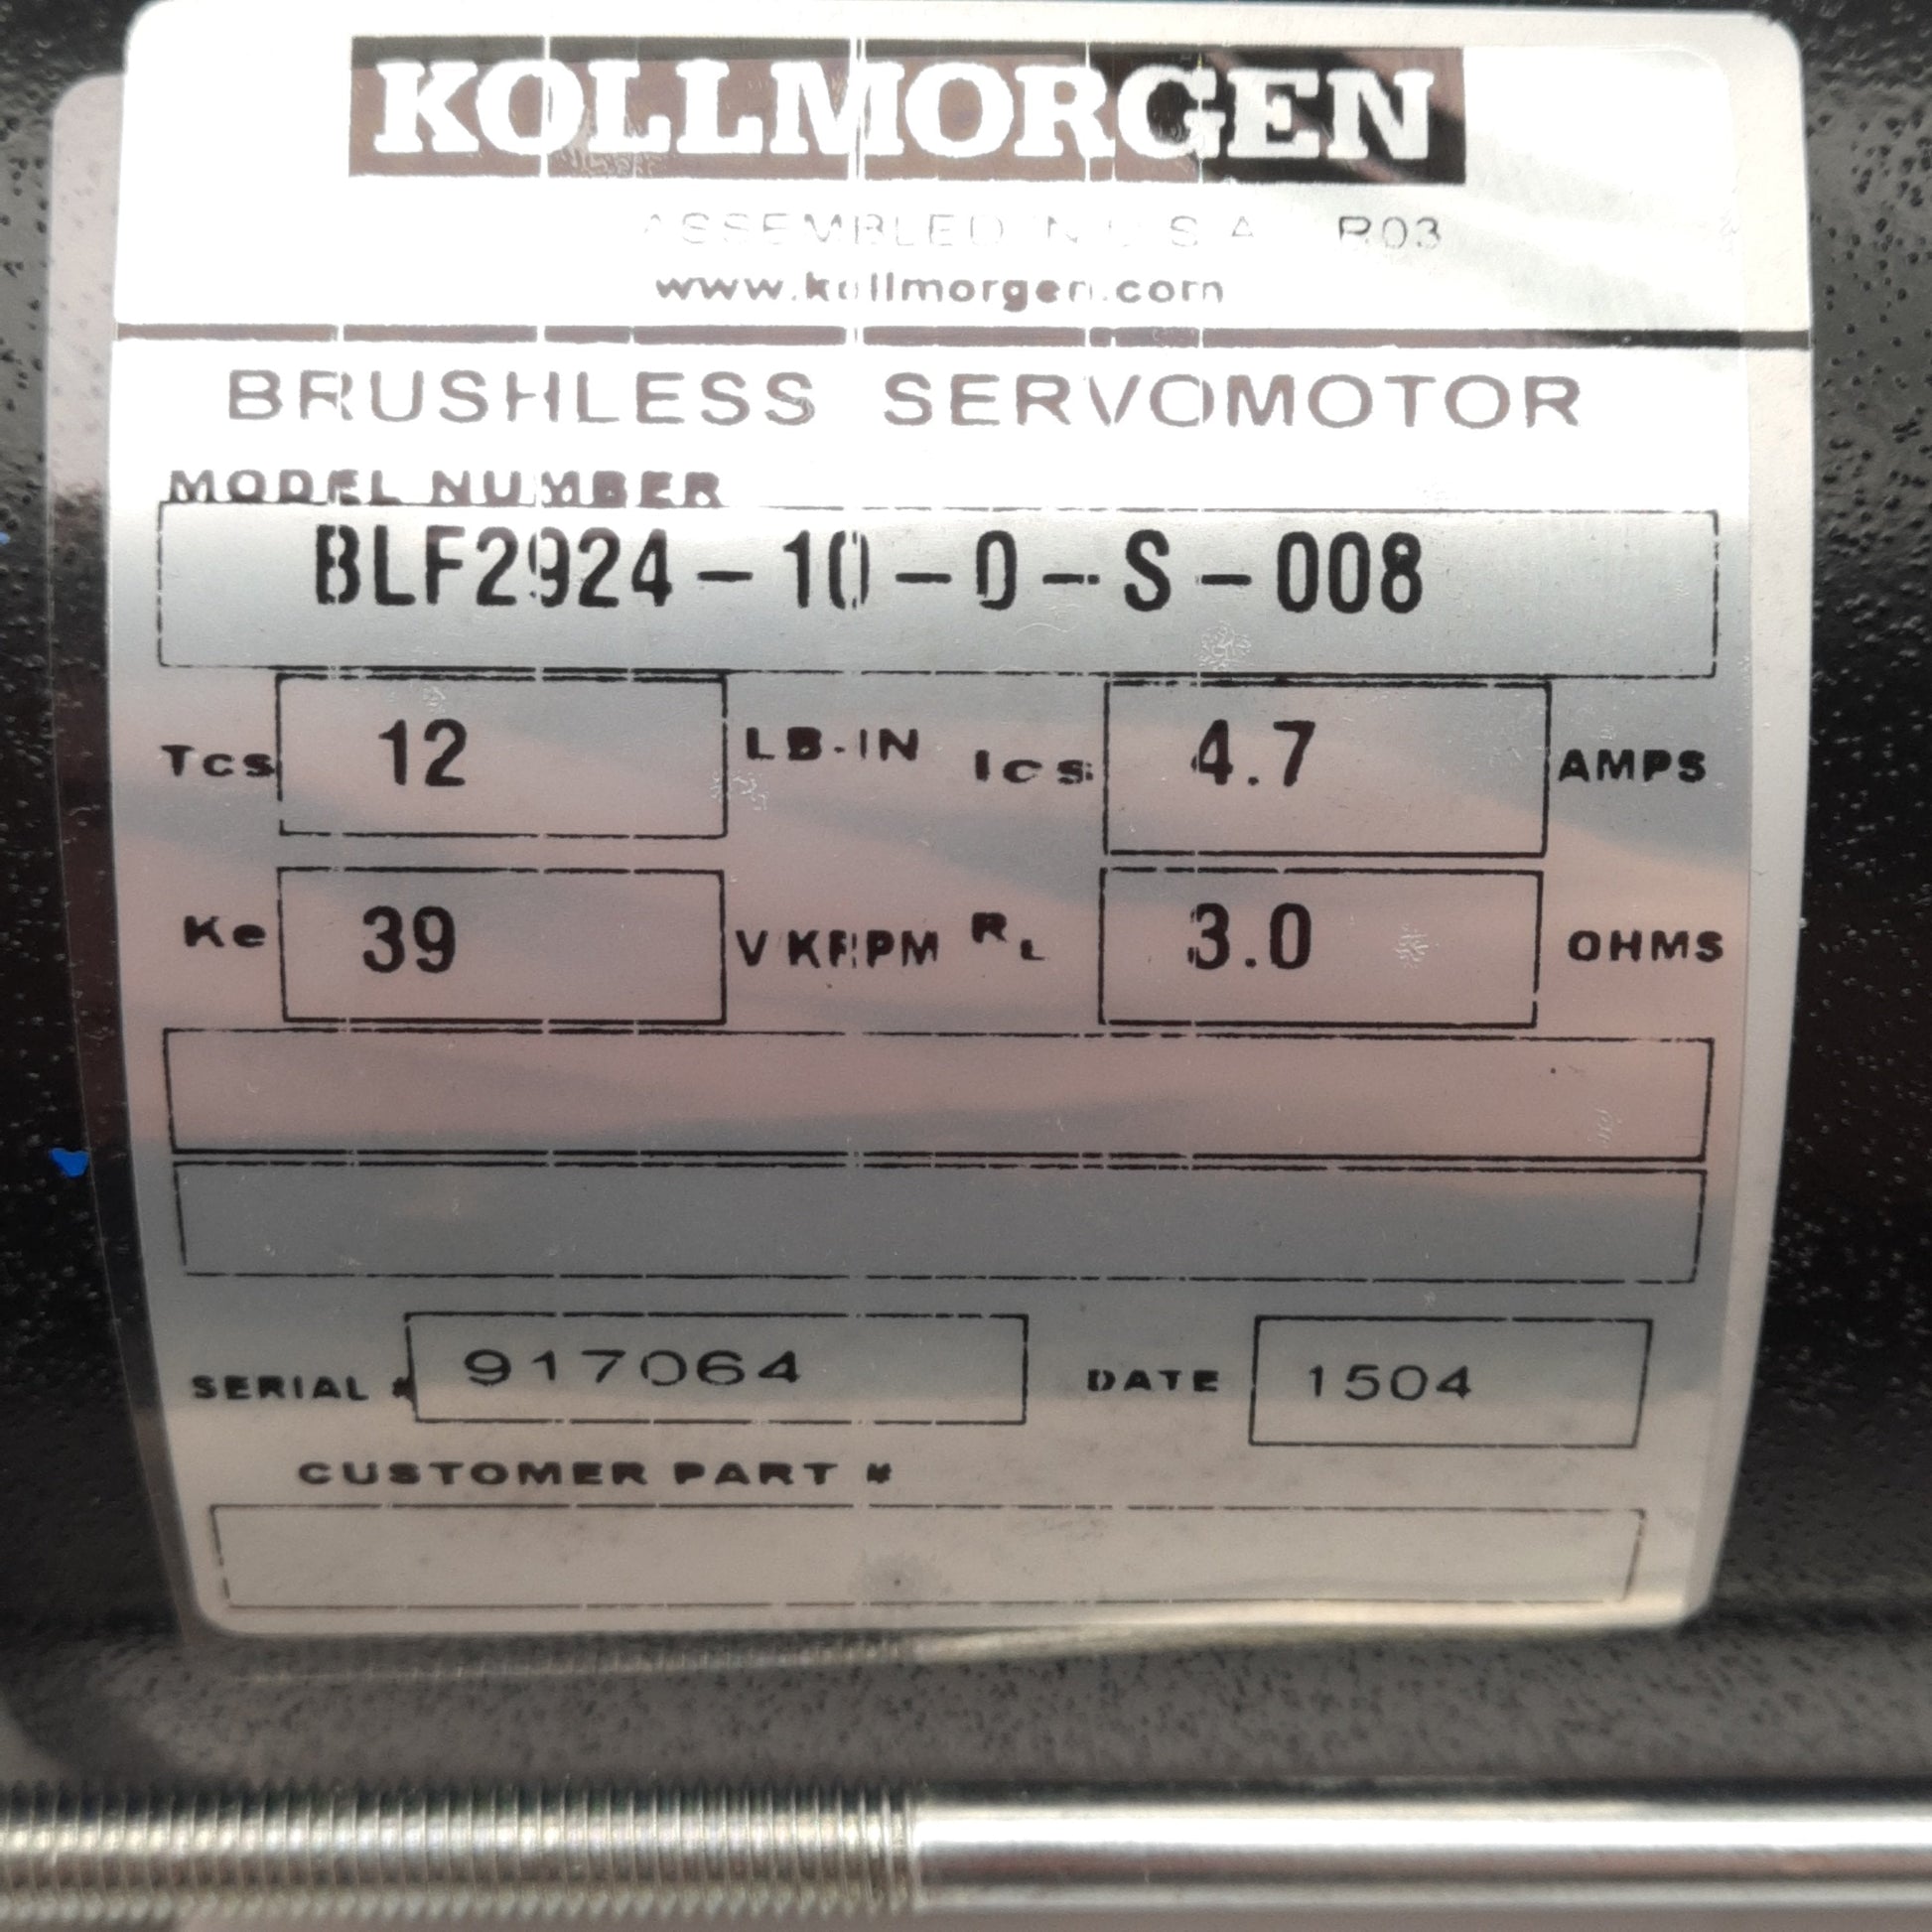 KOLLMORGEN
ASSEMBLED IN U S A R03
www.kollmorgen.com
BRUSHLESS SERVOMOTOR
MODEL NUMBER
BLF2924-10-0-S-008
Tcs 12 LB-IN Ics 4.7 AMPS
Ke 39 V KRPM RL 3.0 OHMS
SERIAL # 917064 DATE 1504
CUSTOMER PART #